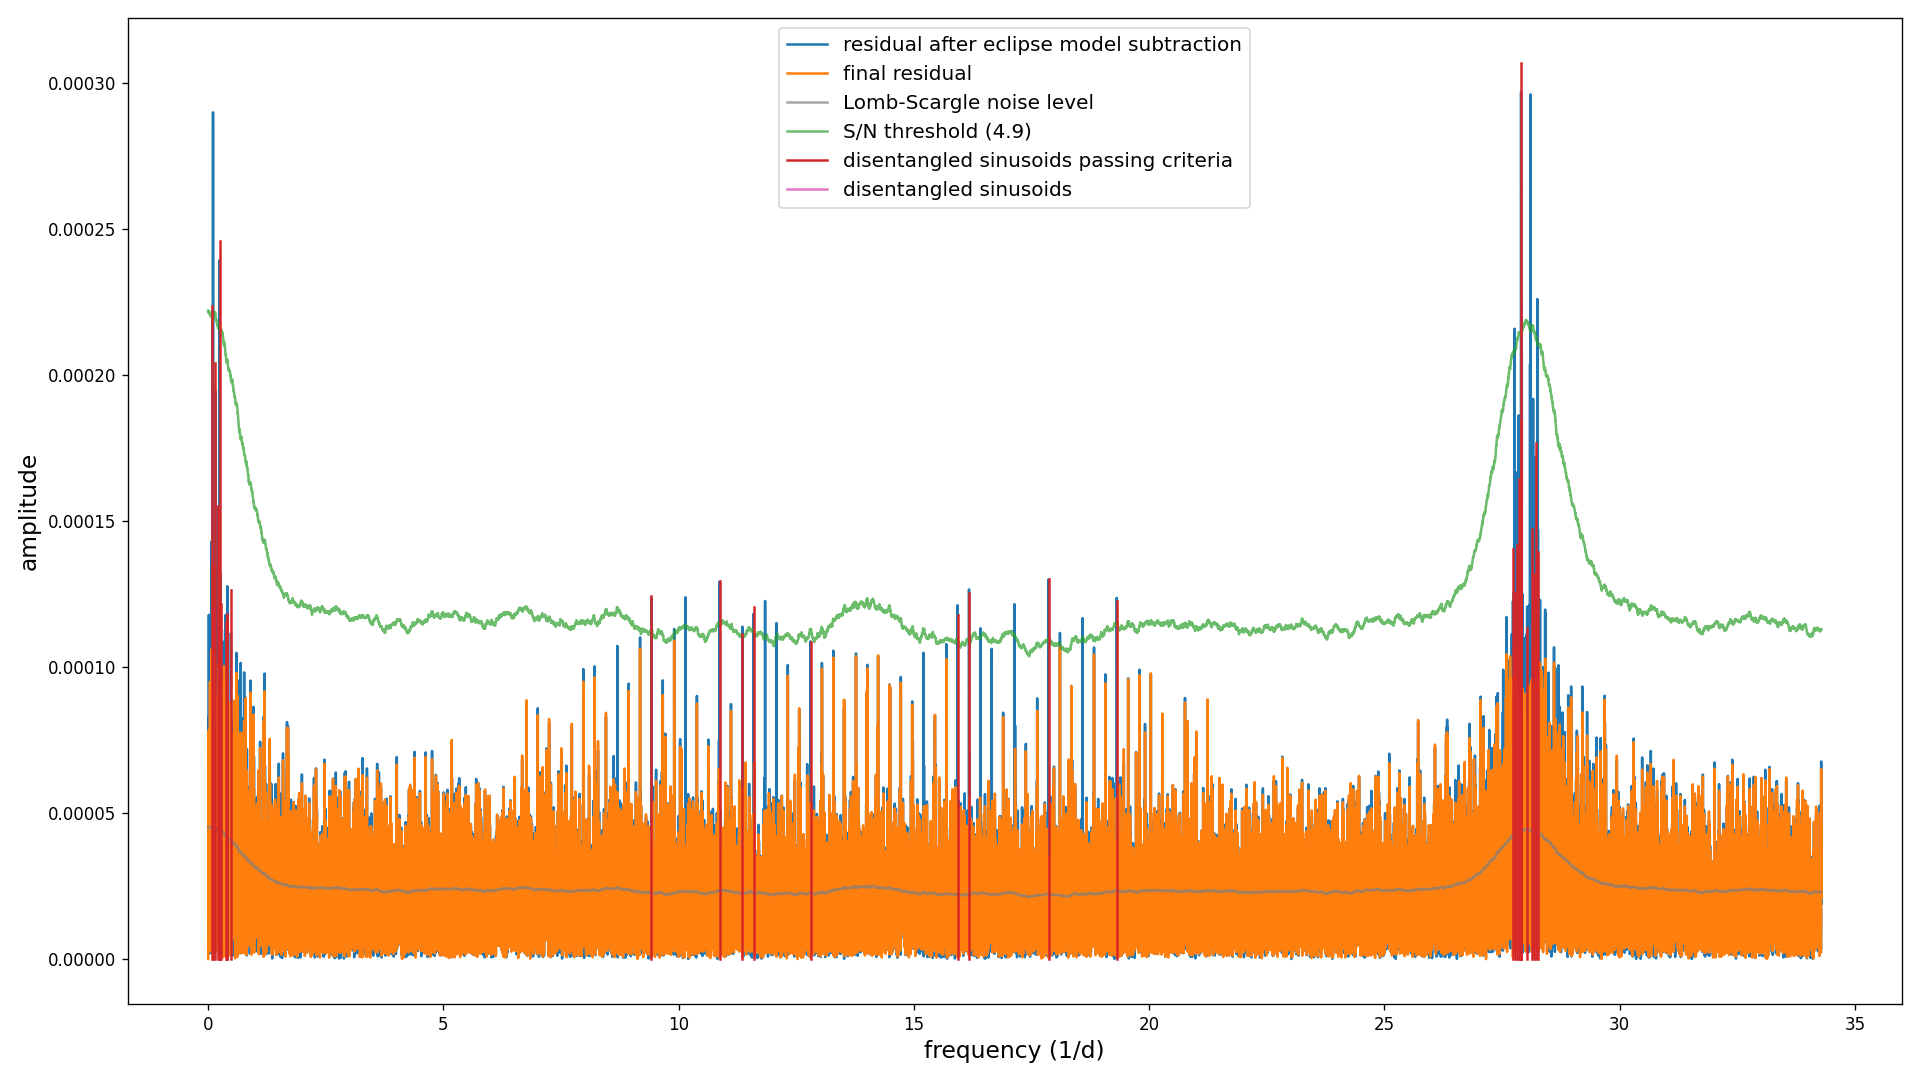 residual after eclipse model subtraction
final residual
Lomb-Scargle noise level
S/N threshold (4.9)
disentangled sinusoids passing criteria
disentangled sinusoids
amplitude
0.00030
0.00025
0.00020
0.00015
0.00010
0.00005
0.00000
0 5 10 15 20 25 30 35
frequency (1/d)